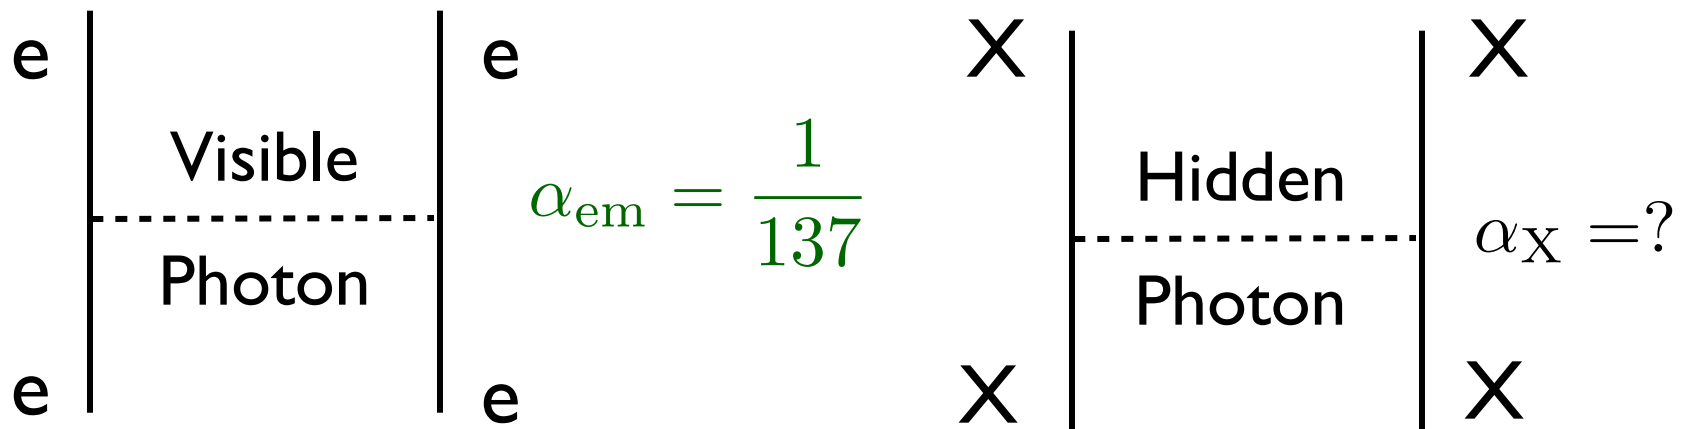 e e
Visible
Photon
e e
α_em = 1/137
X X
Hidden
Photon
X X
α_X =?